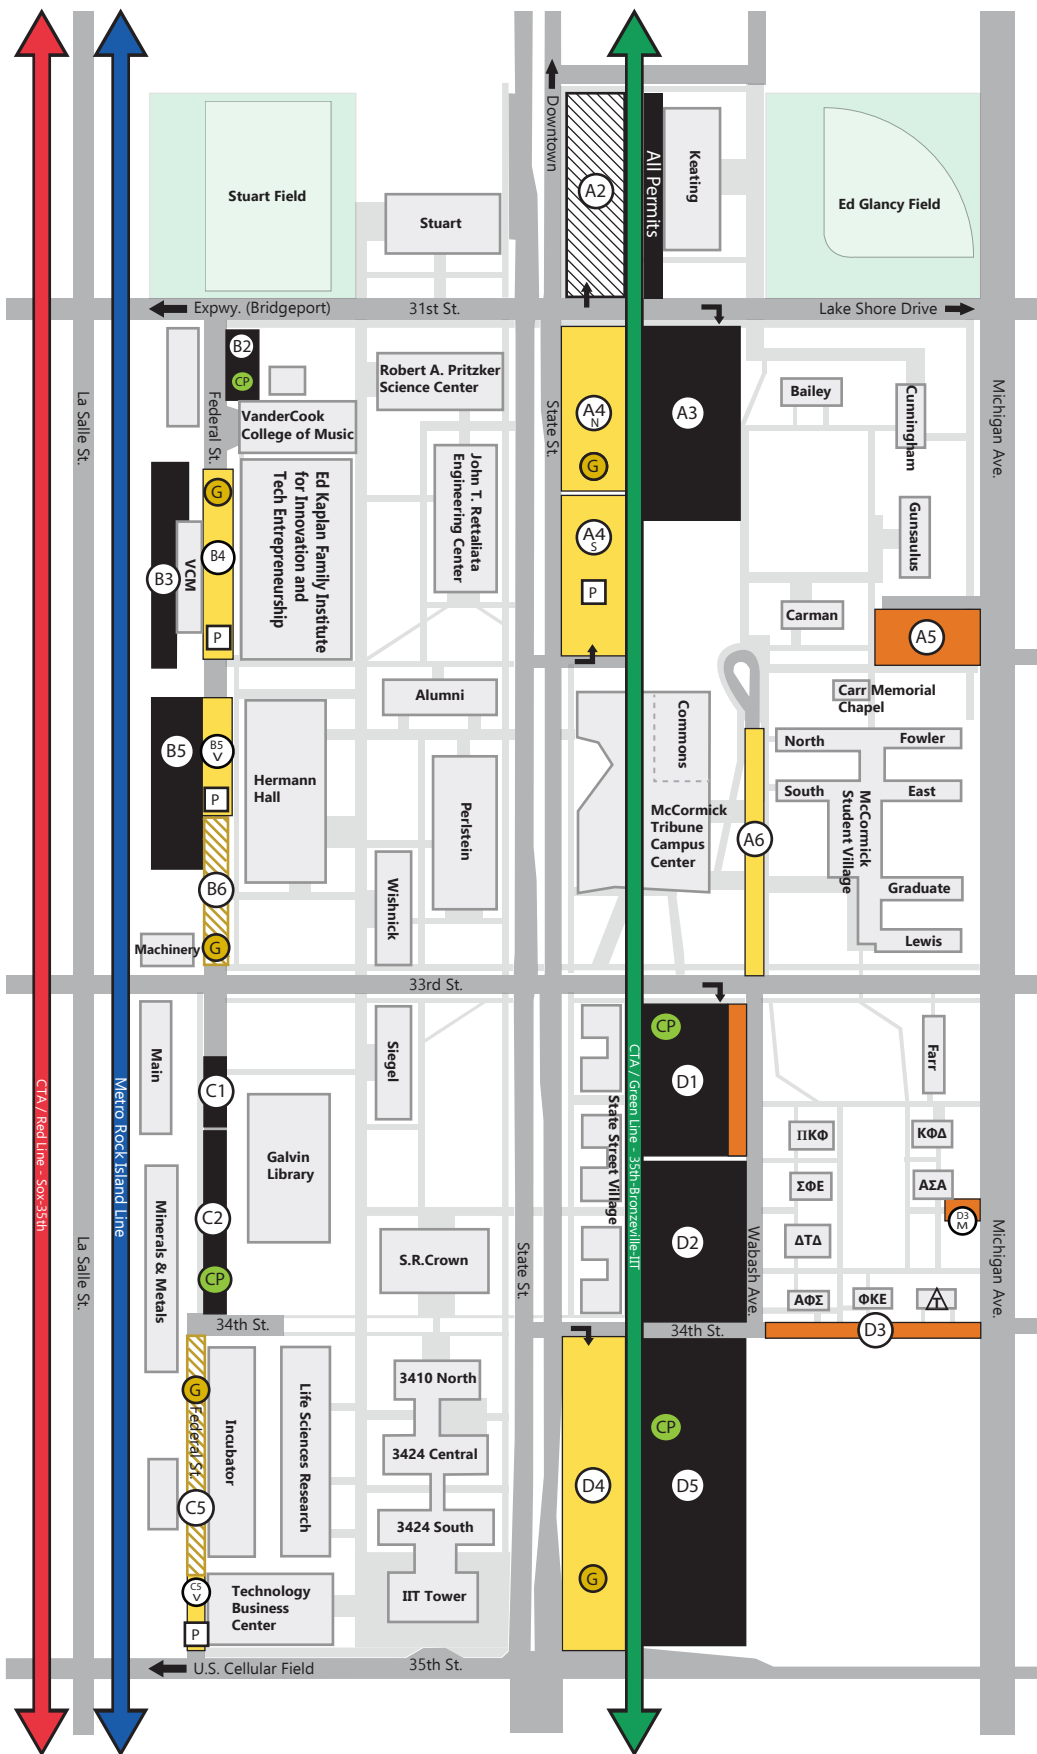 Downtown
A2
All Permits
Keating
Stuart Field
Stuart
Ed Glancy Field
Expwy. (Bridgeport)
31st St.
Lake Shore Drive
B2
CP
La Salle St.
Federal St.
VanderCook
College of Music
Robert A. Pritzker
Science Center
State St.
A4
N
G
A3
Bailey
Cunningham
Michigan Ave.
G
B4
B3
VCM
P
Ed Kaplan Family Institute
for Innovation and
Tech Entrepreneurship
John T. Rettaliata
Engineering Center
A4
S
P
Gunsaulus
Carman
A5
Alumni
Carr Memorial
Chapel
B5
B5
V
P
Hermann
Hall
Perlstein
Commons
McCormick
Tribune
Campus
Center
A6
North
Fowler
South
East
McCormick
Student Village
Graduate
Lewis
B6
Wishnick
Machinery
G
33rd St.
Main
C1
Siegel
CP
D1
Farr
CTA / Red Line - Sox-35th
Metro Rock Island Line
CTA / Green Line - 35th-Bronzeville-IIT
State Street Village
Galvin
Library
ΠΚΦ
ΚΦΔ
ΣΦΕ
ΑΣΑ
Minerals & Metals
C2
CP
D3
M
La Salle St.
S.R.Crown
State St.
D2
Wabash Ave.
ΔΤΔ
Michigan Ave.
ΑΦΣ
ΦΚΕ
T
34th St.
34th St.
D3
G
Federal St.
Incubator
Life Sciences Research
3410 North
3424 Central
3424 South
IIT Tower
CP
D4
D5
G
C5
C5
V
P
Technology
Business
Center
U.S. Cellular Field
35th St.